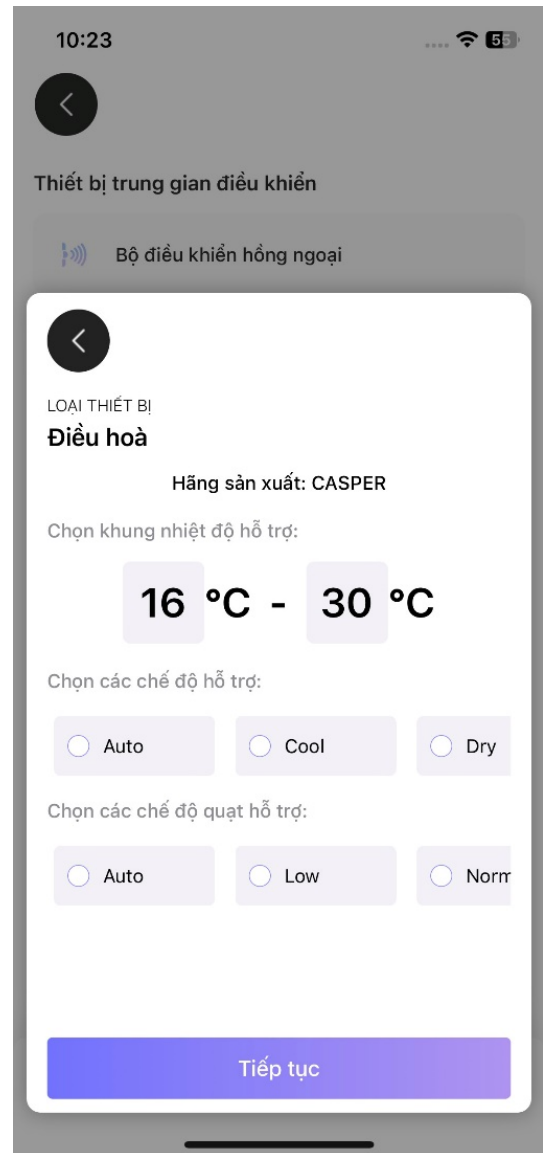 10:23
55
Thiết bị trung gian điều khiển
Bộ điều khiển hồng ngoại
LOẠI THIẾT BỊ
Điều hoà
Hãng sản xuất: CASPER
Chọn khung nhiệt độ hỗ trợ:
16 °C - 30 °C
Chọn các chế độ hỗ trợ:
Auto Cool Dry
Chọn các chế độ quạt hỗ trợ:
Auto Low Norm
Tiếp tục